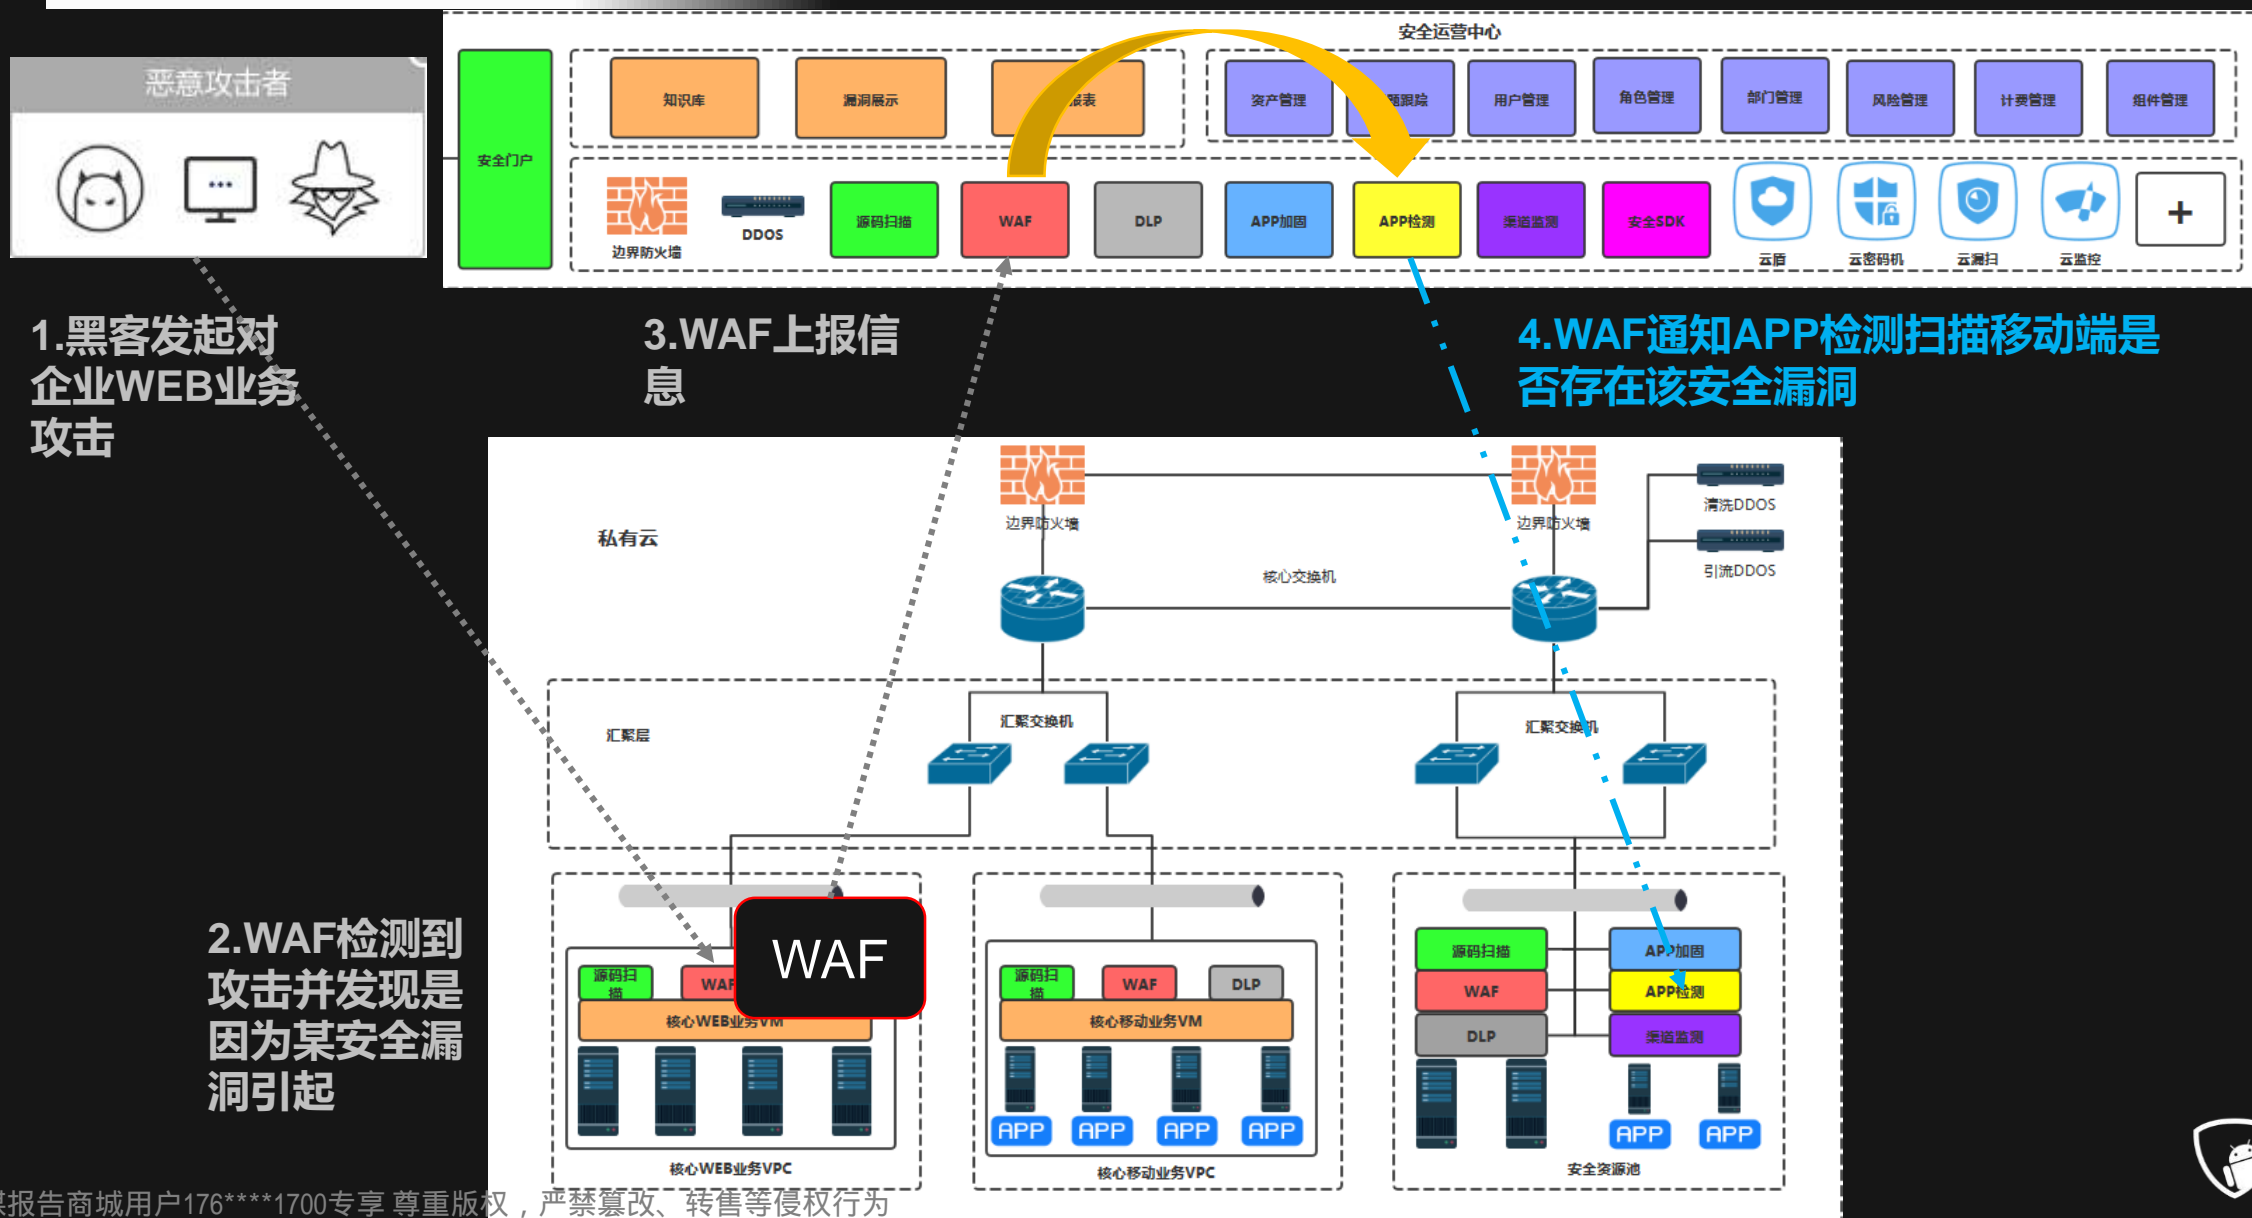 安全运营中心
恶意攻击者
安全门户
知识库
漏洞展示
报表
资产管理
题跟踪
用户管理
角色管理
部门管理
风险管理
计费管理
组件管理
边界防火墙
DDOS
源码扫描
WAF
DLP
APP加固
APP检测
渠道监测
安全SDK
云盾
云密码机
云漏扫
云监控
+
1.黑客发起对
企业WEB业务
攻击
3.WAF上报信
息
4.WAF通知APP检测扫描移动端是
否存在该安全漏洞
私有云
边界防火墙
边界防火墙
清洗DDOS
引流DDOS
核心交换机
汇聚层
汇聚交换机
汇聚交换机
2.WAF检测到
攻击并发现是
因为某安全漏
洞引起
源码扫
描
WAF
WAF
核心WEB业务VM
核心WEB业务VPC
源码扫
描
WAF
DLP
核心移动业务VM
APP
APP
APP
APP
核心移动业务VPC
源码扫描
APP加固
WAF
APP检测
DLP
渠道监测
APP
APP
安全资源池
报告商城用户176****1700专享 尊重版权，严禁篡改、转售等侵权行为